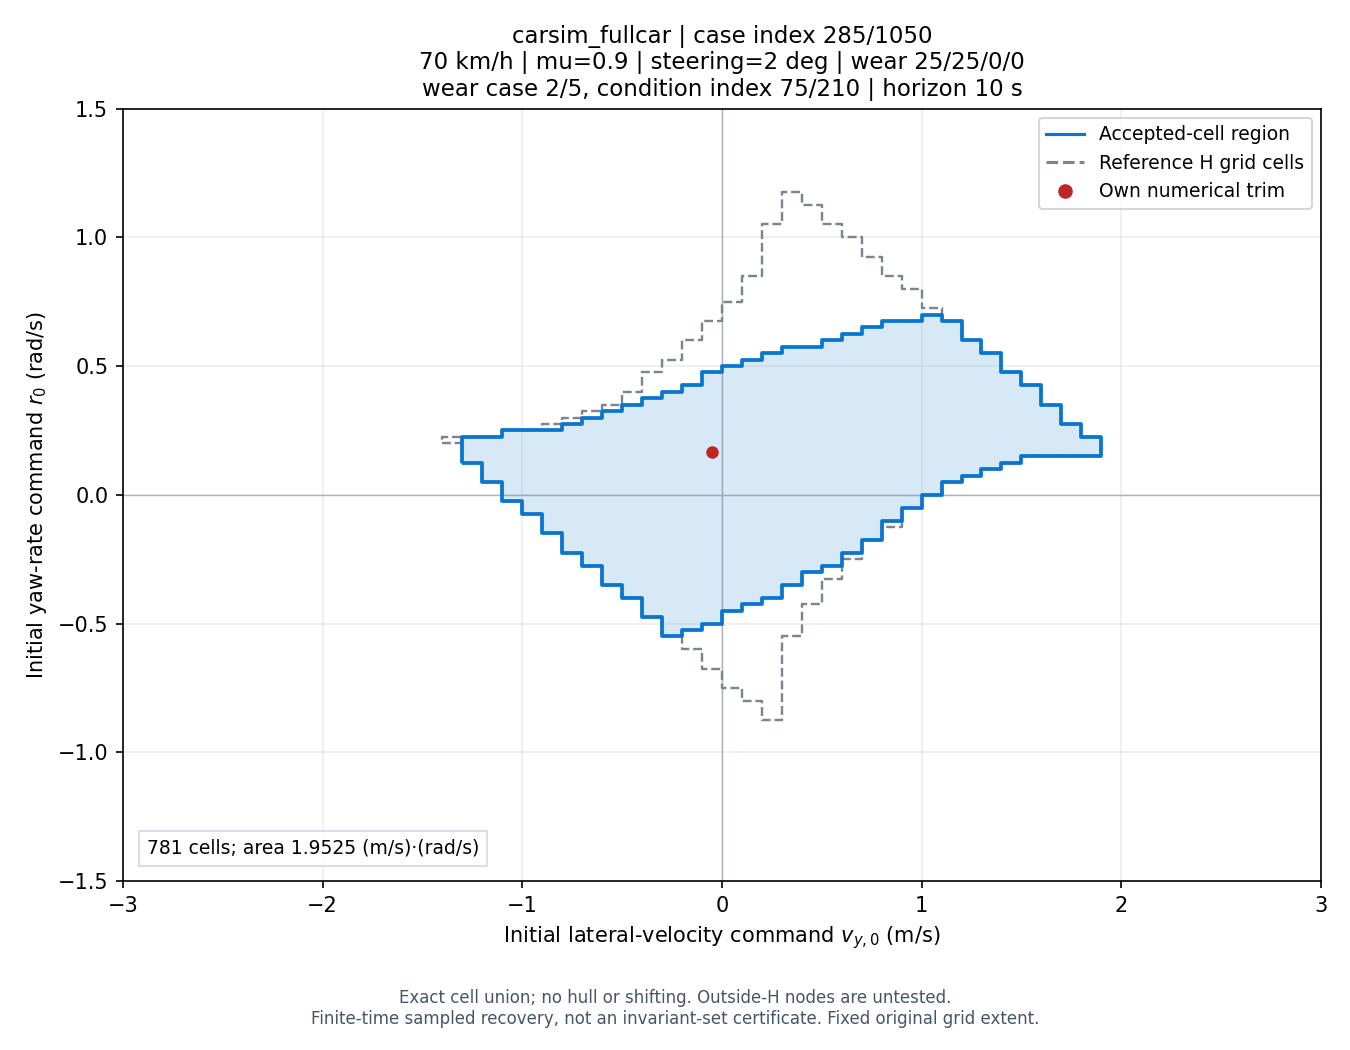 carsim_fullcar | case index 285/1050
70 km/h | mu=0.9 | steering=2 deg | wear 25/25/0/0
wear case 2/5, condition index 75/210 | horizon 10 s
Accepted-cell region
Reference H grid cells
Own numerical trim
1.5
1.0
0.5
0.0
−0.5
−1.0
−1.5
Initial yaw-rate command r₀ (rad/s)
781 cells; area 1.9525 (m/s)·(rad/s)
−3
−2
−1
0
1
2
3
Initial lateral-velocity command v_{y,0} (m/s)
Exact cell union; no hull or shifting. Outside-H nodes are untested.
Finite-time sampled recovery, not an invariant-set certificate. Fixed original grid extent.